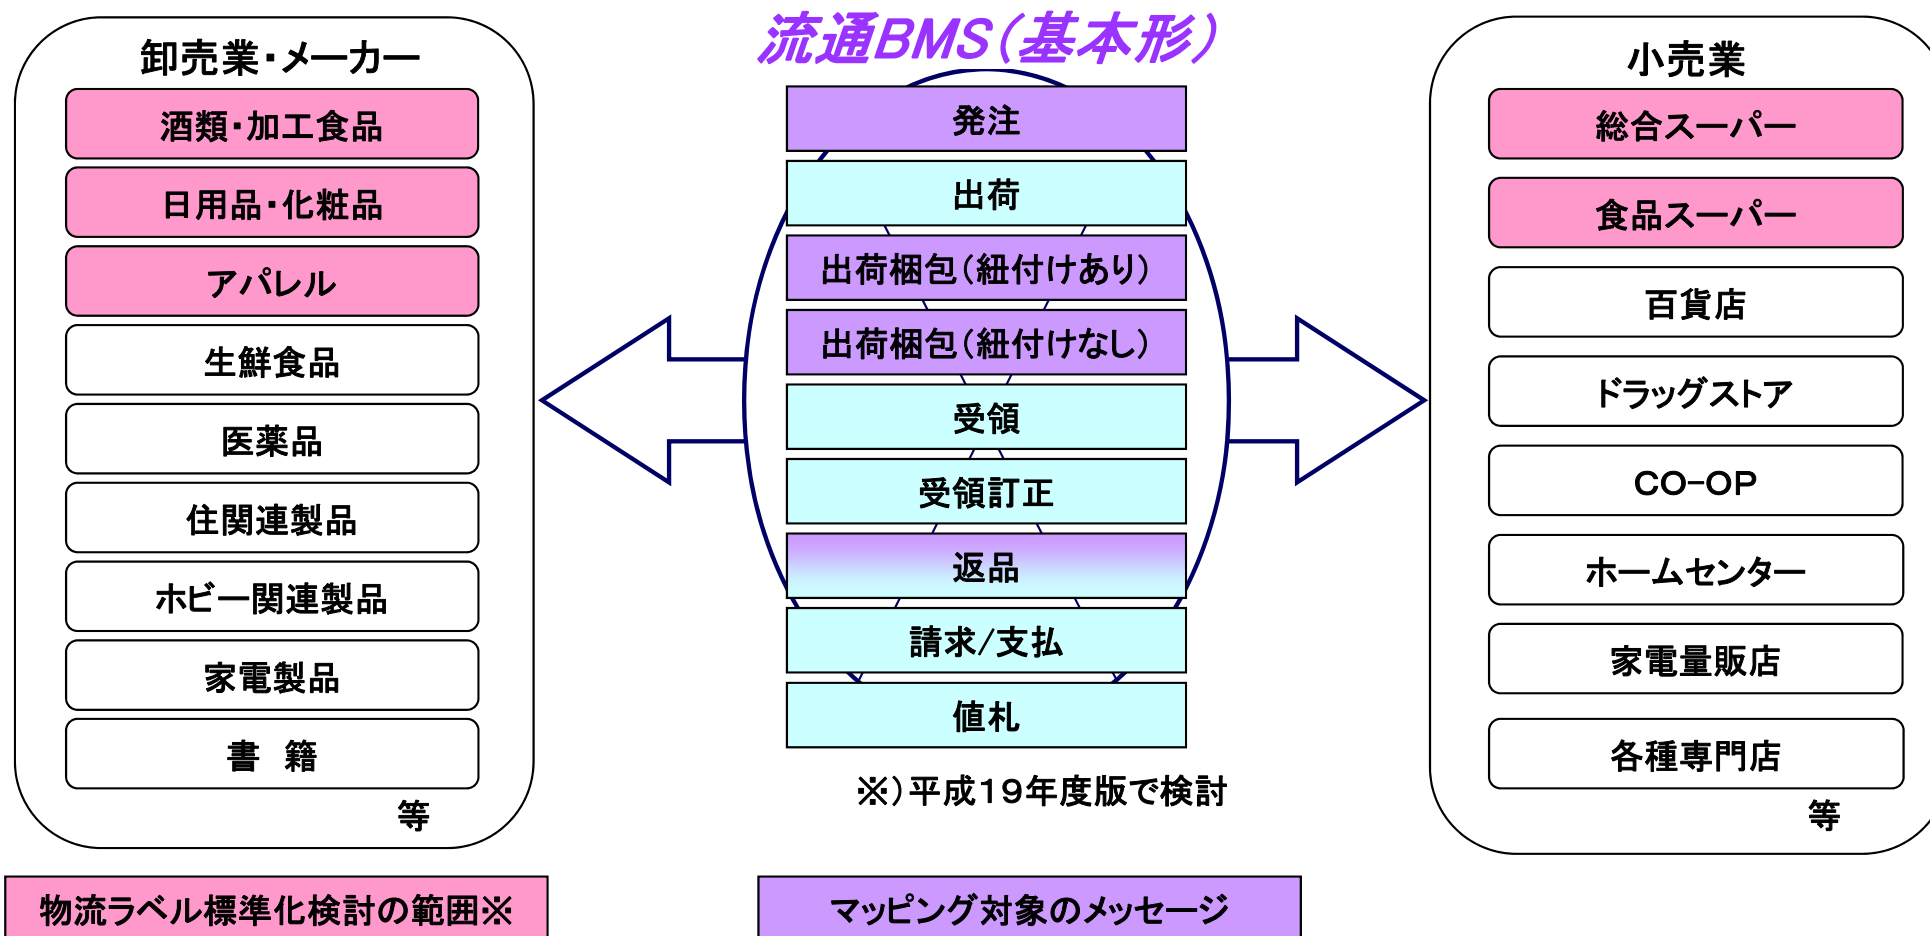 流通BMS（基本形）
卸売業・メーカー
酒類・加工食品
日用品・化粧品
アパレル
生鮮食品
医薬品
住関連製品
ホビー関連製品
家電製品
書　籍
等
発注
出荷
出荷梱包（紐付けあり）
出荷梱包（紐付けなし）
受領
受領訂正
返品
請求/支払
値札
※）平成１９年度版で検討
小売業
総合スーパー
食品スーパー
百貨店
ドラッグストア
CO-OP
ホームセンター
家電量販店
各種専門店
等
物流ラベル標準化検討の範囲※
マッピング対象のメッセージ